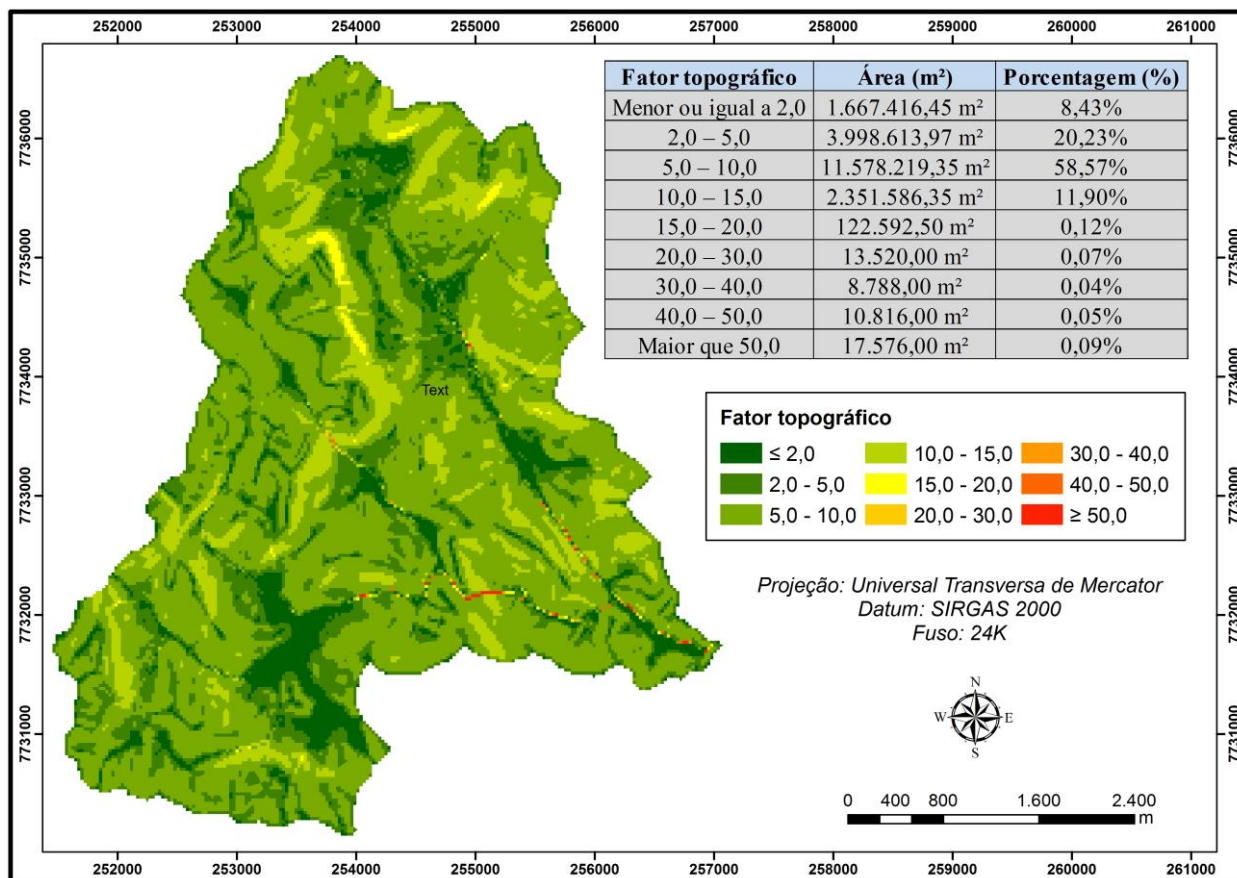 252000 253000 254000 255000 256000 257000 258000 259000 260000 261000
Fator topográfico Área (m²) Porcentagem (%)
Menor ou igual a 2,0 1.667.416,45 m² 8,43%
2,0 – 5,0 3.998.613,97 m² 20,23%
5,0 – 10,0 11.578.219,35 m² 58,57%
10,0 – 15,0 2.351.586,35 m² 11,90%
15,0 – 20,0 122.592,50 m² 0,12%
20,0 – 30,0 13.520,00 m² 0,07%
30,0 – 40,0 8.788,00 m² 0,04%
40,0 – 50,0 10.816,00 m² 0,05%
Maior que 50,0 17.576,00 m² 0,09%
7736000 7736000
7735000 7735000
7734000 7734000
7733000 7733000
7732000 7732000
7731000 7731000
Text
Fator topográfico
≤ 2,0 10,0 - 15,0 30,0 - 40,0
2,0 - 5,0 15,0 - 20,0 40,0 - 50,0
5,0 - 10,0 20,0 - 30,0 ≥ 50,0
Projeção: Universal Transversa de Mercator
Datum: SIRGAS 2000
Fuso: 24K
N
W E
S
0 400 800 1.600 2.400
m
252000 253000 254000 255000 256000 257000 258000 259000 260000 261000